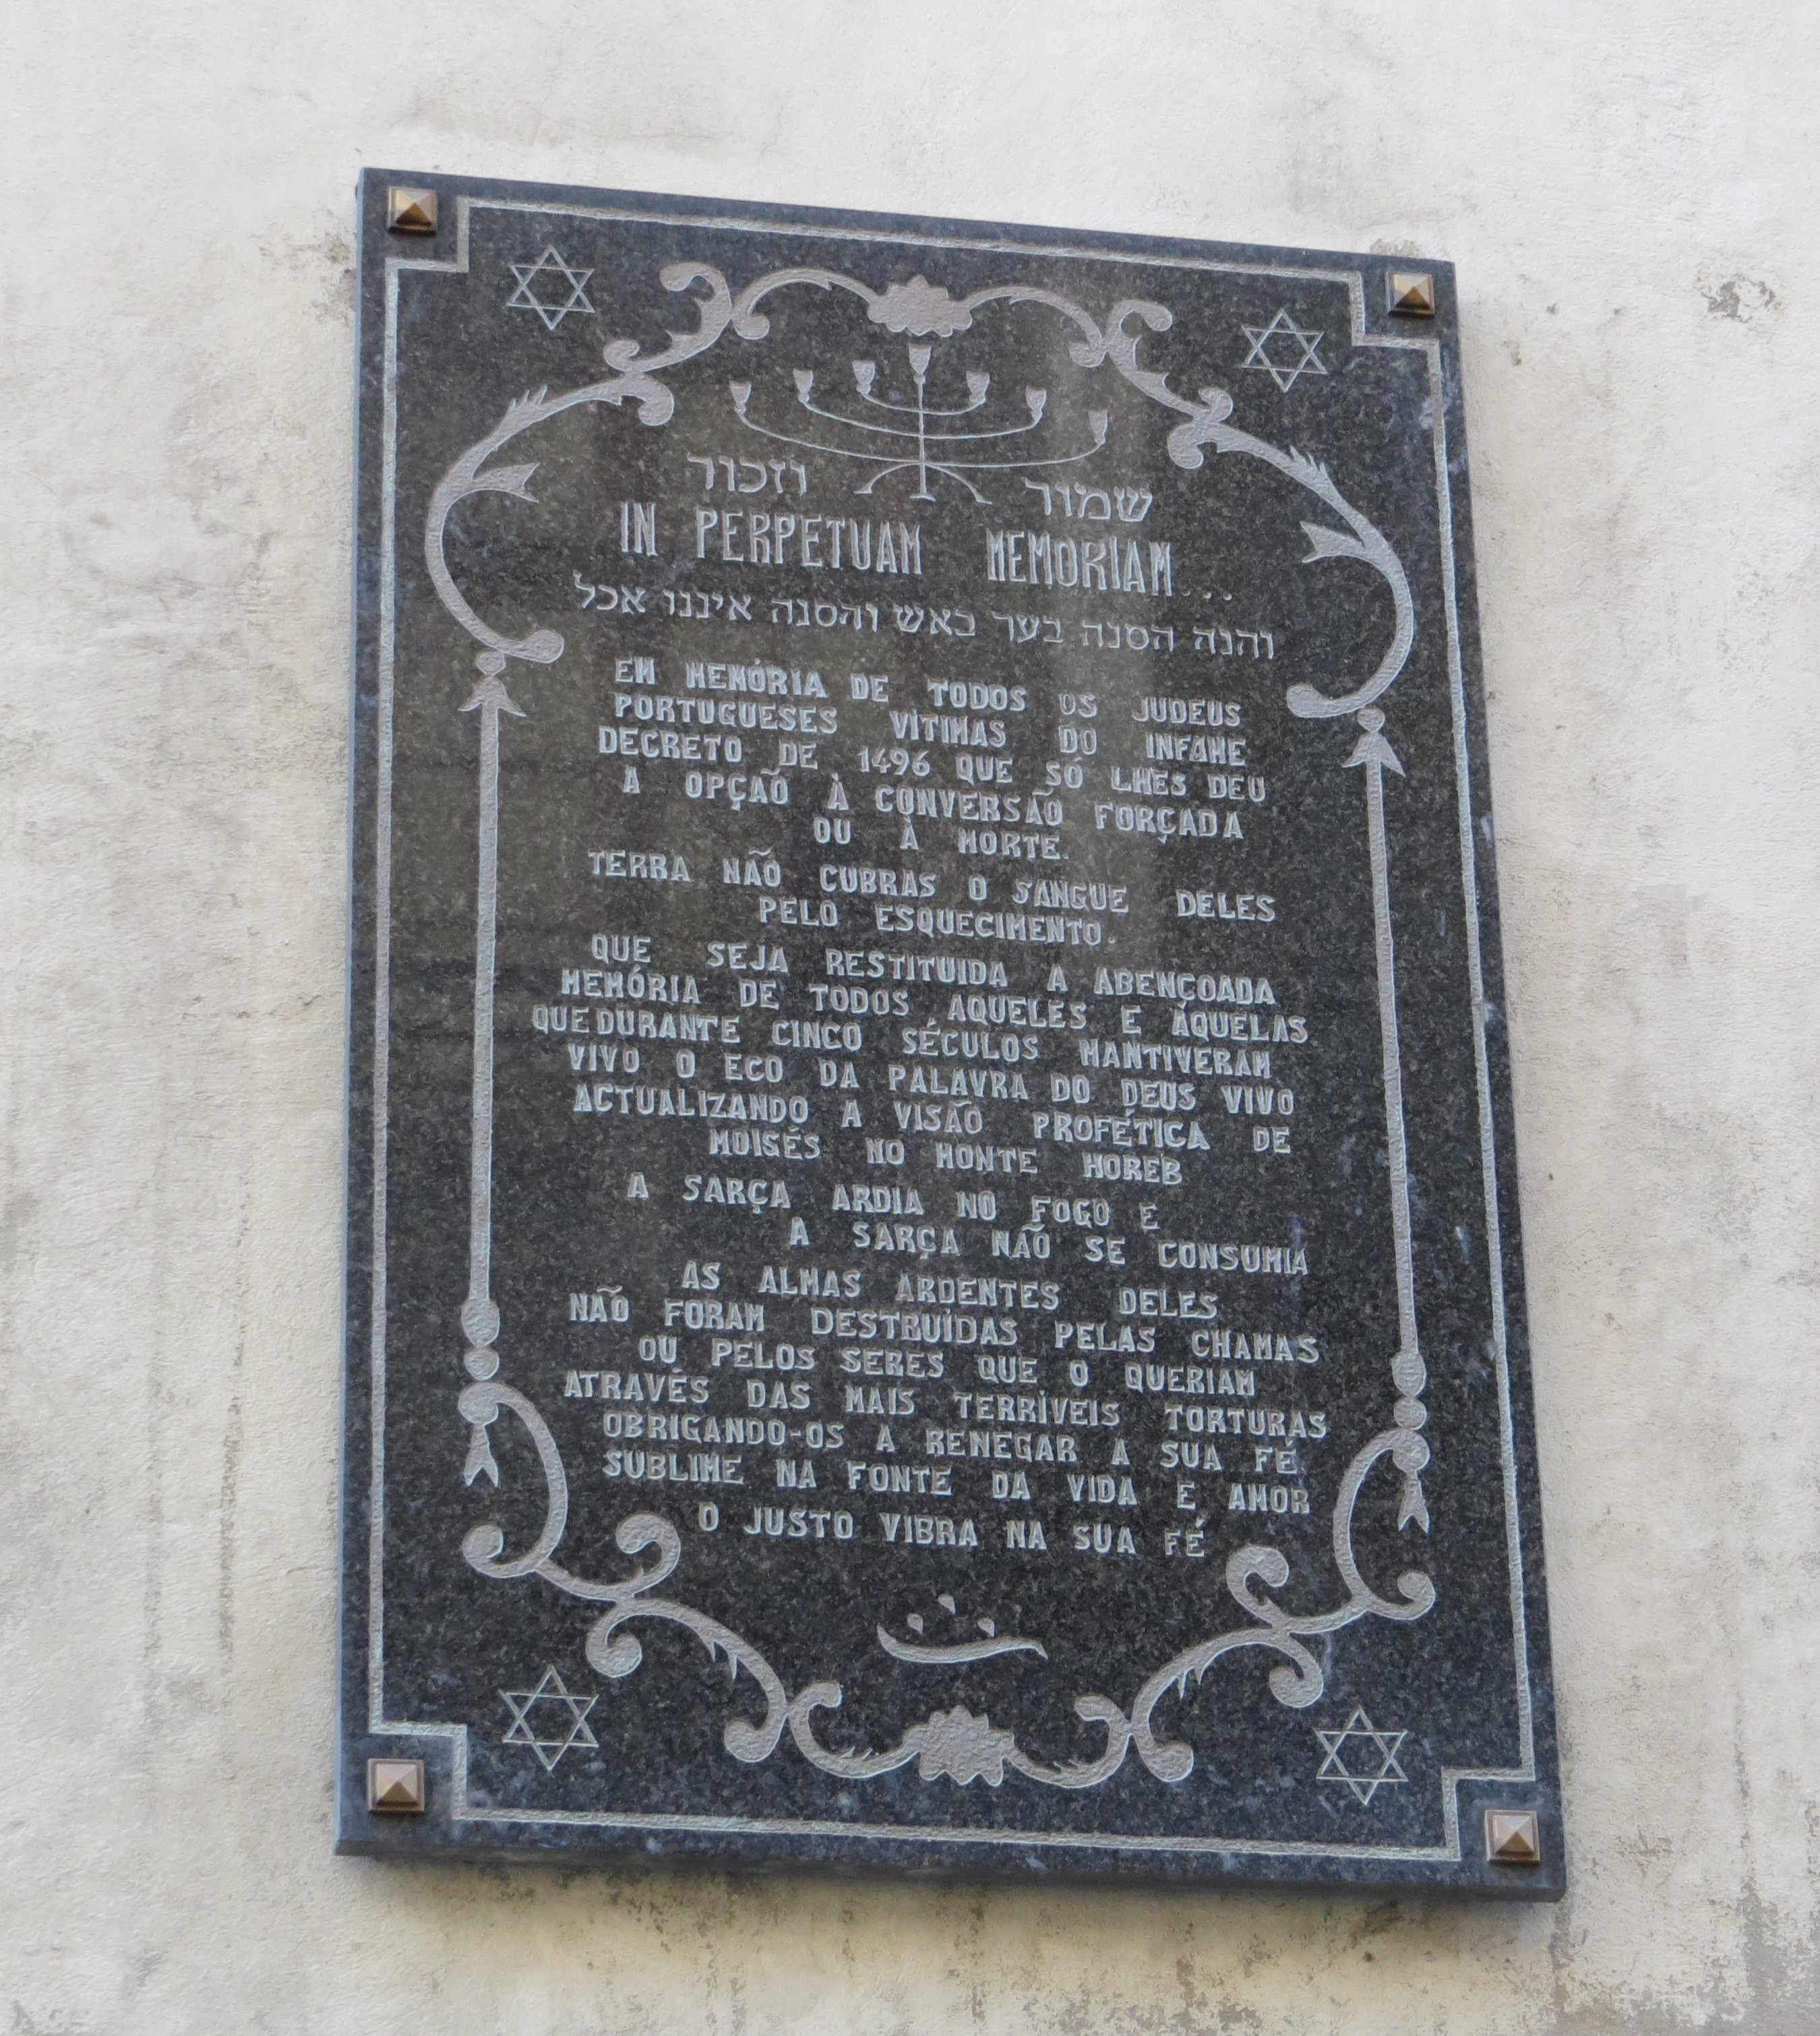 שמור וזכור
IN PERPETUAM MEMORIAM...
והנה הסנה בער באש והסנה איננו אכל
EM MEMÓRIA DE TODOS OS JUDEUS
PORTUGUESES VÍTIMAS DO INFAME
DECRETO DE 1496 QUE SÓ LHES DEU
A OPÇÃO À CONVERSÃO FORÇADA
OU À MORTE.
TERRA NÃO CUBRAS O SANGUE DELES
PELO ESQUECIMENTO.
QUE SEJA RESTITUIDA A ABENÇOADA
MEMÓRIA DE TODOS AQUELES E ÁQUELAS
QUE DURANTE CINCO SÉCULOS MANTIVERAM
VIVO O ECO DA PALAVRA DO DEUS VIVO
ACTUALIZANDO A VISÃO PROFÉTICA DE
MOISÉS NO MONTE HOREB
A SARÇA ARDIA NO FOGO E
A SARÇA NÃO SE CONSUMIA
AS ALMAS ARDENTES DELES
NÃO FORAM DESTRUÍDAS PELAS CHAMAS
OU PELOS SERES QUE O QUERIAM
ATRAVÉS DAS MAIS TERRÍVEIS TORTURAS
OBRIGANDO-OS A RENEGAR A SUA FÉ
SUBLIME NA FONTE DA VIDA E AMOR
O JUSTO VIBRA NA SUA FÉ